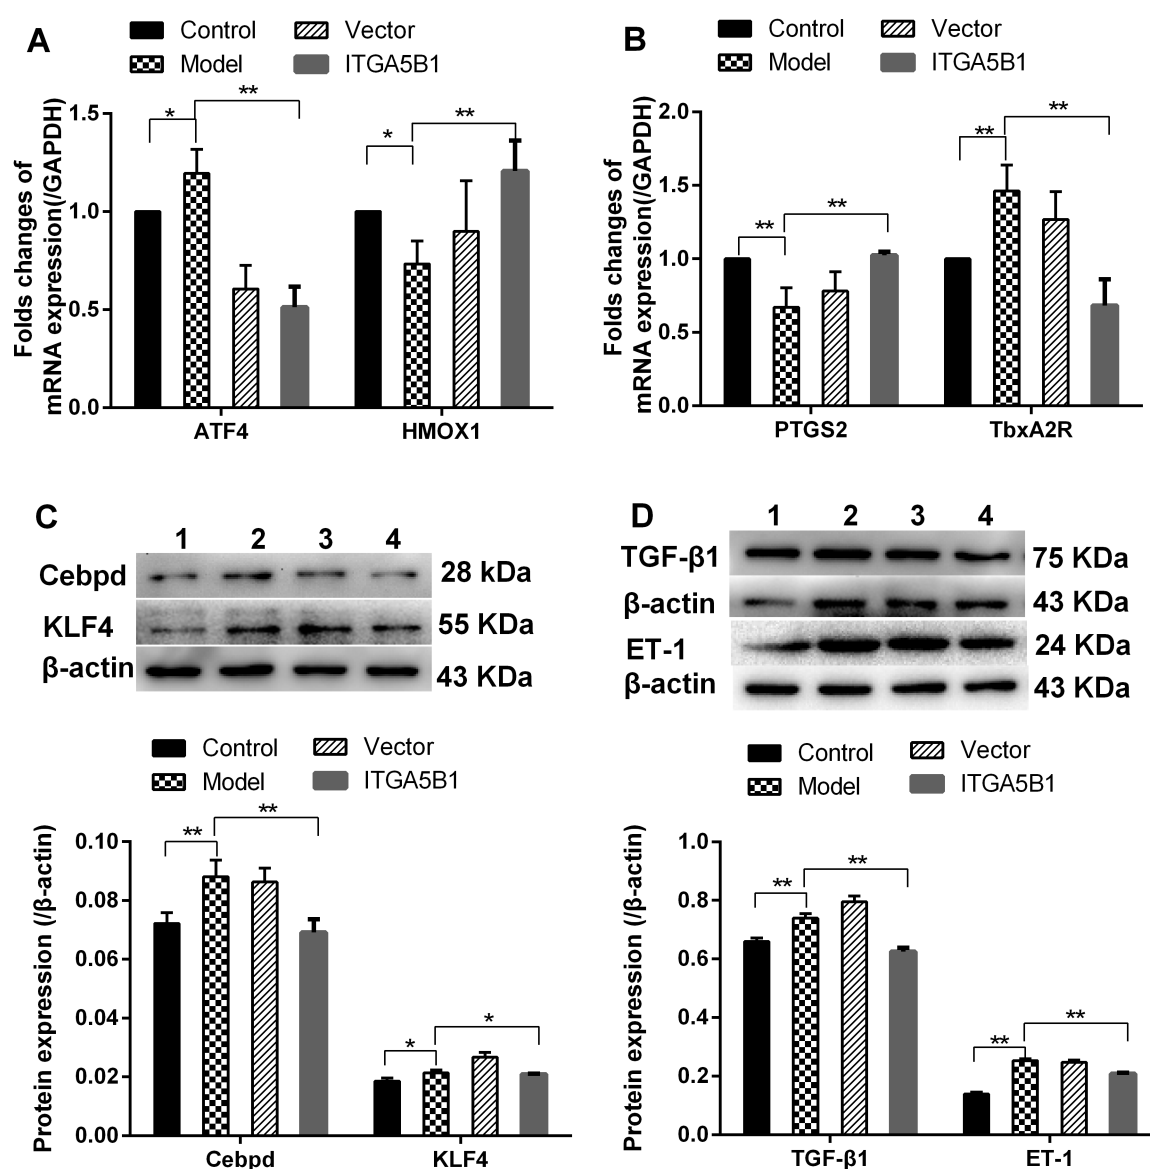 A
Control
Vector
Model
ITGA5B1
Folds changes of
mRNA expression(/GAPDH)
1.5
1.0
0.5
0.0
*
**
*
**
ATF4
HMOX1
B
Control
Vector
Model
ITGA5B1
Folds changes of
mRNA expression(/GAPDH)
2.0
1.5
1.0
0.5
0.0
**
**
**
**
PTGS2
TbxA2R
C
1 2 3 4
Cebpd 28 kDa
KLF4 55 KDa
β-actin 43 KDa
Control
Vector
Model
ITGA5B1
Protein expression (/β-actin)
0.10
0.08
0.06
0.04
0.02
0.00
**
**
*
*
Cebpd
KLF4
D
1 2 3 4
TGF-β1 75 KDa
β-actin 43 KDa
ET-1 24 KDa
β-actin 43 KDa
Control
Vector
Model
ITGA5B1
Protein expression (/β-actin)
1.0
0.8
0.6
0.4
0.2
0.0
**
**
**
**
TGF-β1
ET-1